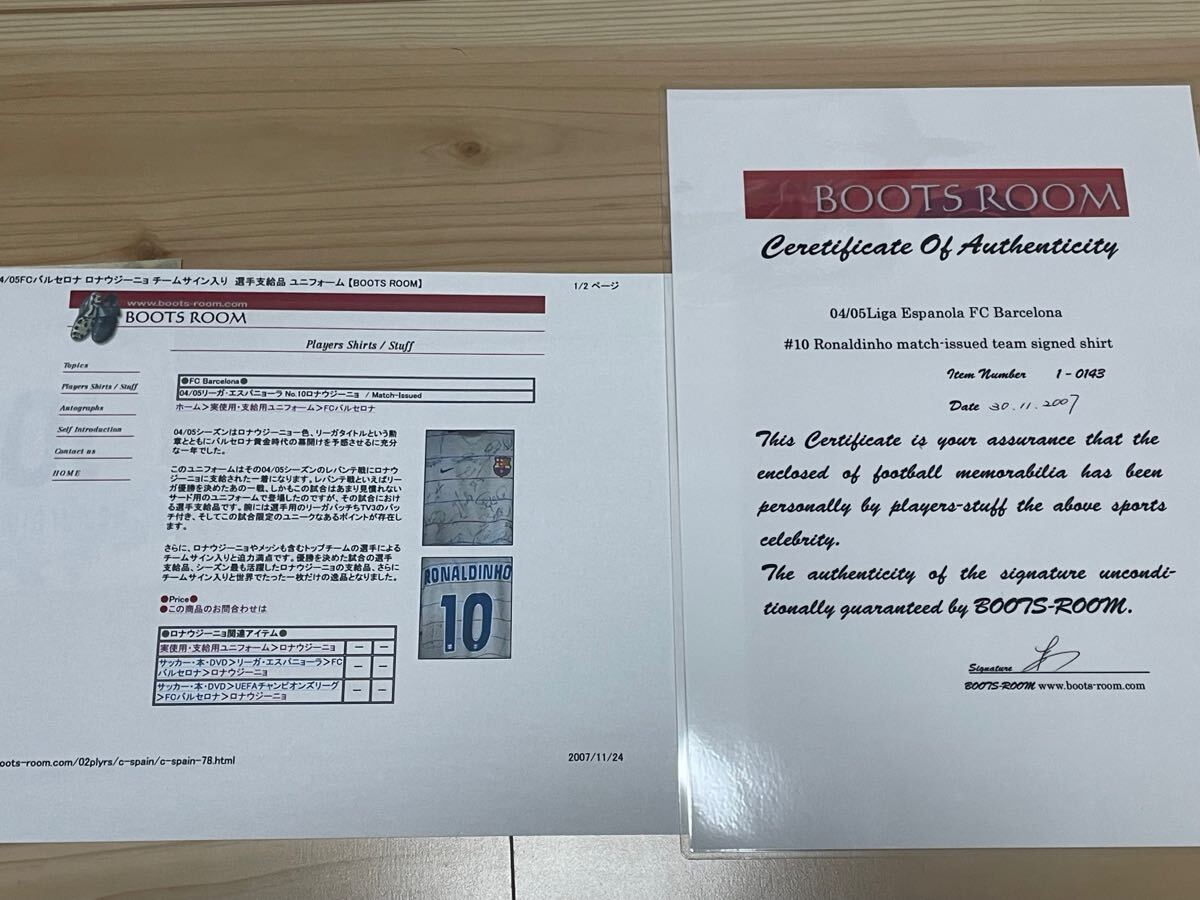 4/05FCバルセロナ ロナウジーニョ チームサイン入り 選手支給品 ユニフォーム【BOOTS ROOM】
1/2 ページ
www.boots-room.com
BOOTS ROOM
Players Shirts / Stuff
Topics
Players Shirts / Stuff
Autographs
Self Introduction
Contact us
HOME
●FC Barcelona●
04/05リーガ・エスパニョーラ No.10ロナウジーニョ / Match-Issued
ホーム＞実使用・支給用ユニフォーム＞FCバルセロナ
04/05シーズンはロナウジーニョ一色、リーガタイトルという勲
章とともにバルセロナ黄金時代の幕開けを予感させるに充分
な一年でした。
このユニフォームはその04/05シーズンのレバンテ戦にロナウ
ジーニョに支給された一着になります。レバンテ戦といえばリー
ガ優勝を決めたあの一戦、しかもこの試合はあまり見慣れない
サード用のユニフォームで登場したのですが、その試合におけ
る選手支給品です。腕には選手用のリーガパッチちTV3のパッ
チ付き、そしてこの試合限定のユニークなあるポイントが存在し
ます。
さらに、ロナウジーニョやメッシも含むトップチームの選手による
チームサイン入りと迫力満点です。優勝を決めた試合の選手
支給品、シーズン最も活躍したロナウジーニョの支給品、さらに
チームサイン入りと世界でたった一枚だけの逸品となりました。
RONALDINHO
10
●Price●
●この商品のお問合わせは
●ロナウジーニョ関連アイテム●
実使用・支給用ユニフォーム＞ロナウジーニョ － －
サッカー・本・DVD＞リーガ・エスパニョーラ＞FC
バルセロナ＞ロナウジーニョ － －
サッカー・本・DVD＞UEFAチャンピオンズリーグ
＞FCバルセロナ＞ロナウジーニョ － －
oots-room.com/02plyrs/c-spain/c-spain-78.html
2007/11/24
BOOTS ROOM
Ceretificate Of Authenticity
04/05Liga Espanola FC Barcelona
#10 Ronaldinho match-issued team signed shirt
Item Number 1-0143
Date 30.11.2007
This Certificate is your assurance that the
enclosed of football memorabilia has been
personally by players-stuff the above sports
celebrity.
The authenticity of the signature uncondi-
tionally guaranteed by BOOTS-ROOM.
Signature
BOOTS-ROOM www.boots-room.com